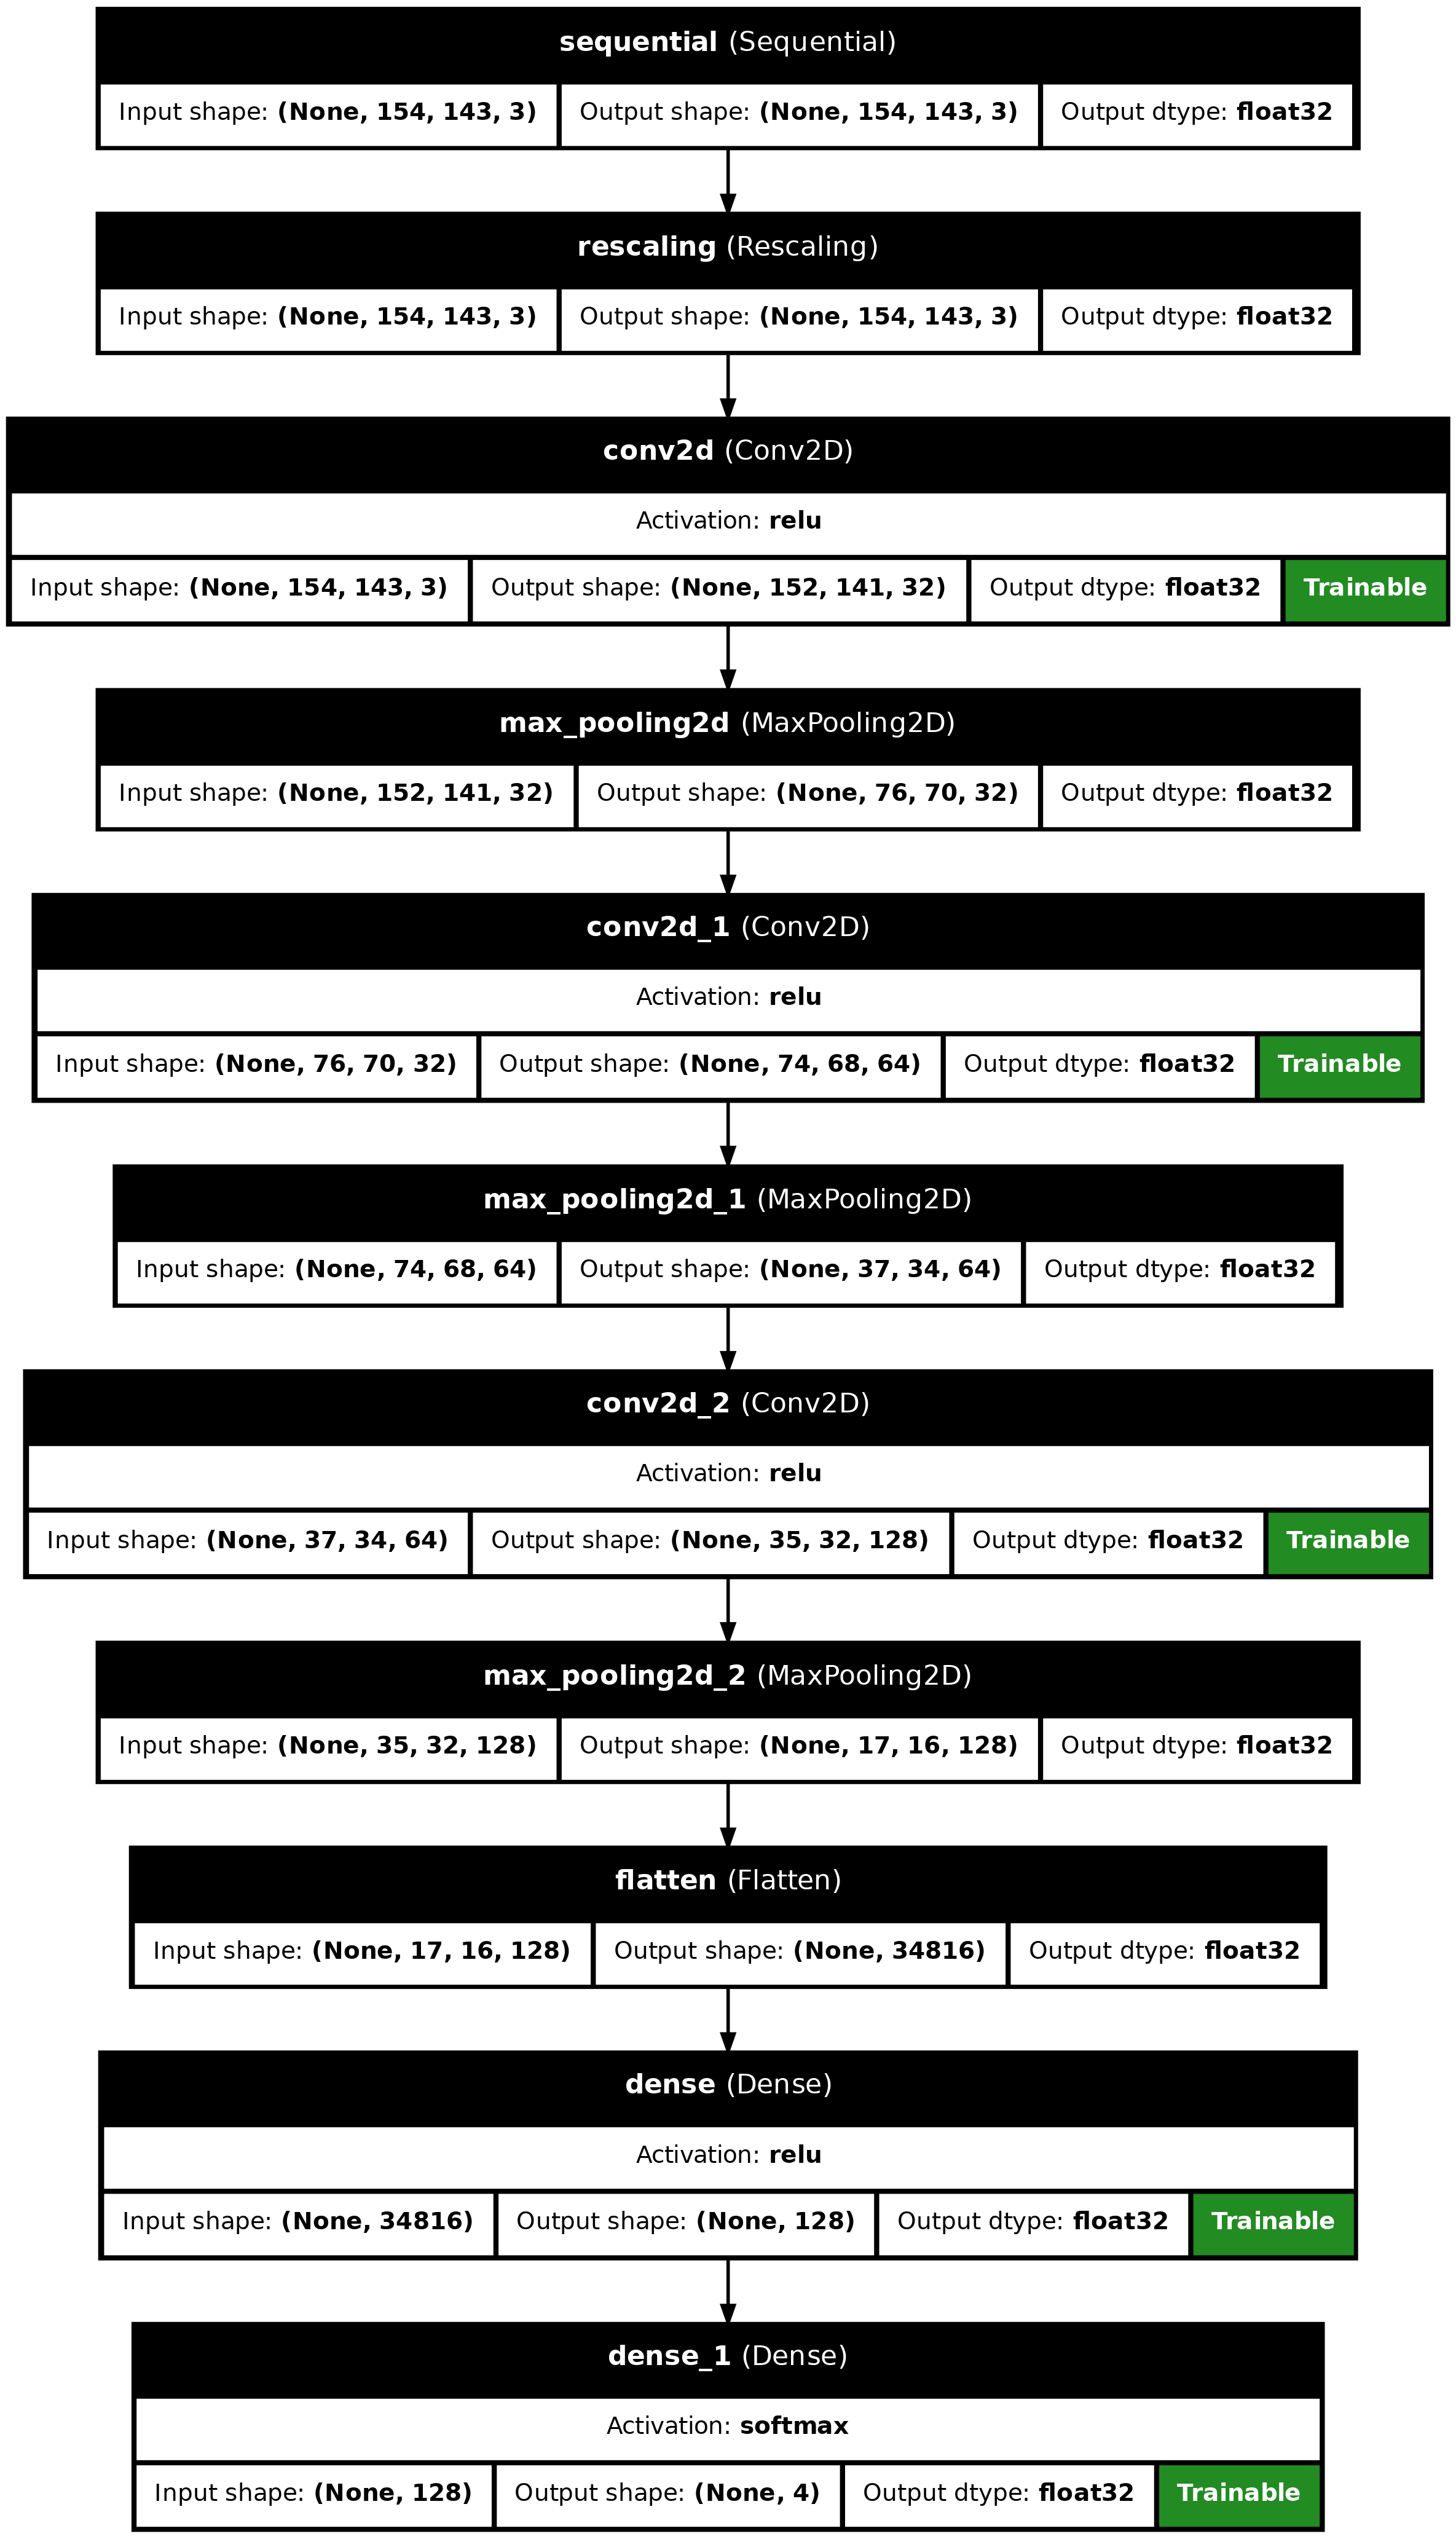 sequential (Sequential)
Input shape: (None, 154, 143, 3) Output shape: (None, 154, 143, 3) Output dtype: float32
rescaling (Rescaling)
Input shape: (None, 154, 143, 3) Output shape: (None, 154, 143, 3) Output dtype: float32
conv2d (Conv2D)
Activation: relu
Input shape: (None, 154, 143, 3) Output shape: (None, 152, 141, 32) Output dtype: float32 Trainable
max_pooling2d (MaxPooling2D)
Input shape: (None, 152, 141, 32) Output shape: (None, 76, 70, 32) Output dtype: float32
conv2d_1 (Conv2D)
Activation: relu
Input shape: (None, 76, 70, 32) Output shape: (None, 74, 68, 64) Output dtype: float32 Trainable
max_pooling2d_1 (MaxPooling2D)
Input shape: (None, 74, 68, 64) Output shape: (None, 37, 34, 64) Output dtype: float32
conv2d_2 (Conv2D)
Activation: relu
Input shape: (None, 37, 34, 64) Output shape: (None, 35, 32, 128) Output dtype: float32 Trainable
max_pooling2d_2 (MaxPooling2D)
Input shape: (None, 35, 32, 128) Output shape: (None, 17, 16, 128) Output dtype: float32
flatten (Flatten)
Input shape: (None, 17, 16, 128) Output shape: (None, 34816) Output dtype: float32
dense (Dense)
Activation: relu
Input shape: (None, 34816) Output shape: (None, 128) Output dtype: float32 Trainable
dense_1 (Dense)
Activation: softmax
Input shape: (None, 128) Output shape: (None, 4) Output dtype: float32 Trainable